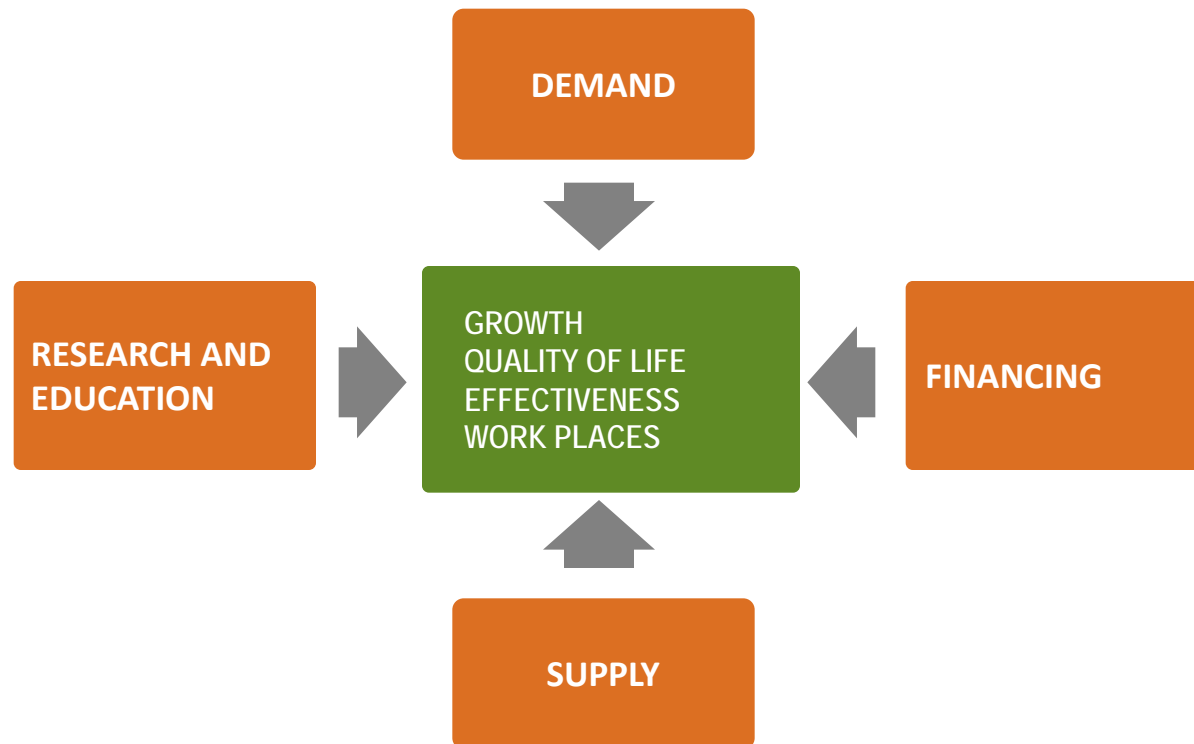 DEMAND
RESEARCH AND
EDUCATION
GROWTH
QUALITY OF LIFE
EFFECTIVENESS
WORK PLACES
FINANCING
SUPPLY